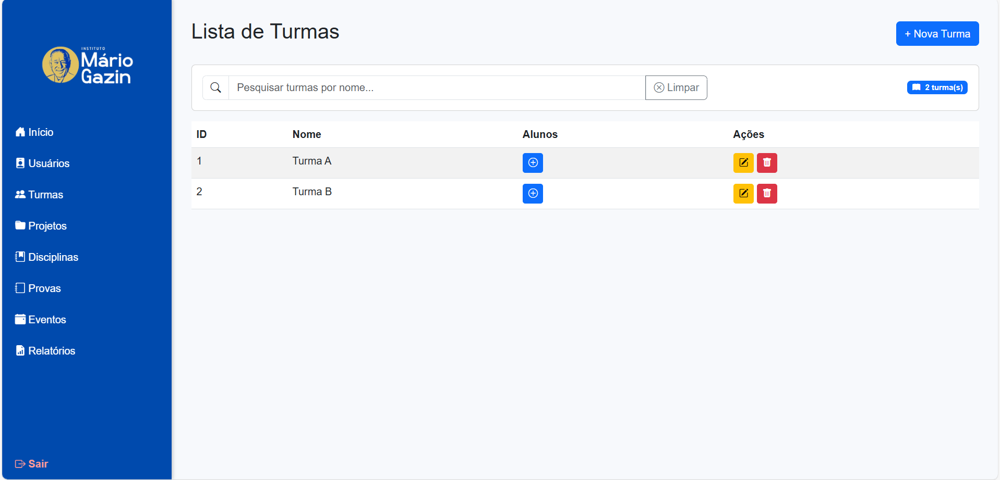 INSTITUTO
Mário
Gazin
Início
Usuários
Turmas
Projetos
Disciplinas
Provas
Eventos
Relatórios
Sair
Lista de Turmas
+ Nova Turma
Pesquisar turmas por nome...
Limpar
2 turma(s)
ID Nome Alunos Ações
1 Turma A
2 Turma B